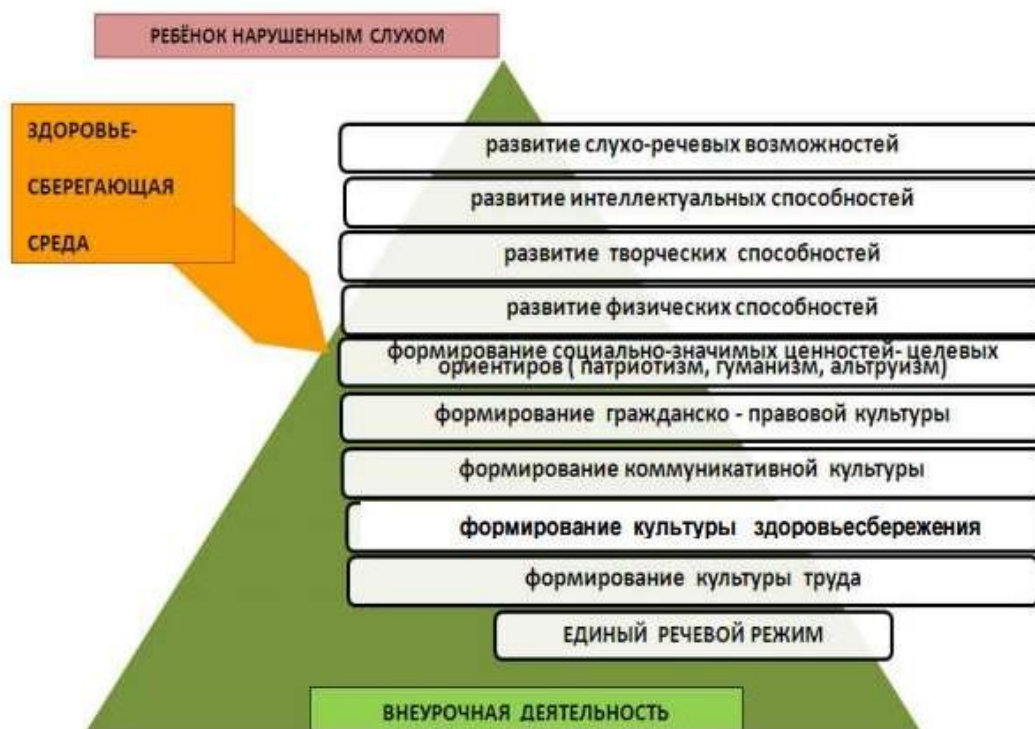 РЕБЁНОК НАРУШЕННЫМ СЛУХОМ
ЗДОРОВЬЕ-
СБЕРЕГАЮЩАЯ
СРЕДА
развитие слухо-речевых возможностей
развитие интеллектуальных способностей
развитие творческих способностей
развитие физических способностей
формирование социально-значимых ценностей- целевых
ориентиров ( патриотизм, гуманизм, альтруизм)
формирование гражданско - правовой культуры
формирование коммуникативной культуры
формирование культуры здоровьесбережения
формирование культуры труда
ЕДИНЫЙ РЕЧЕВОЙ РЕЖИМ
ВНЕУРОЧНАЯ ДЕЯТЕЛЬНОСТЬ